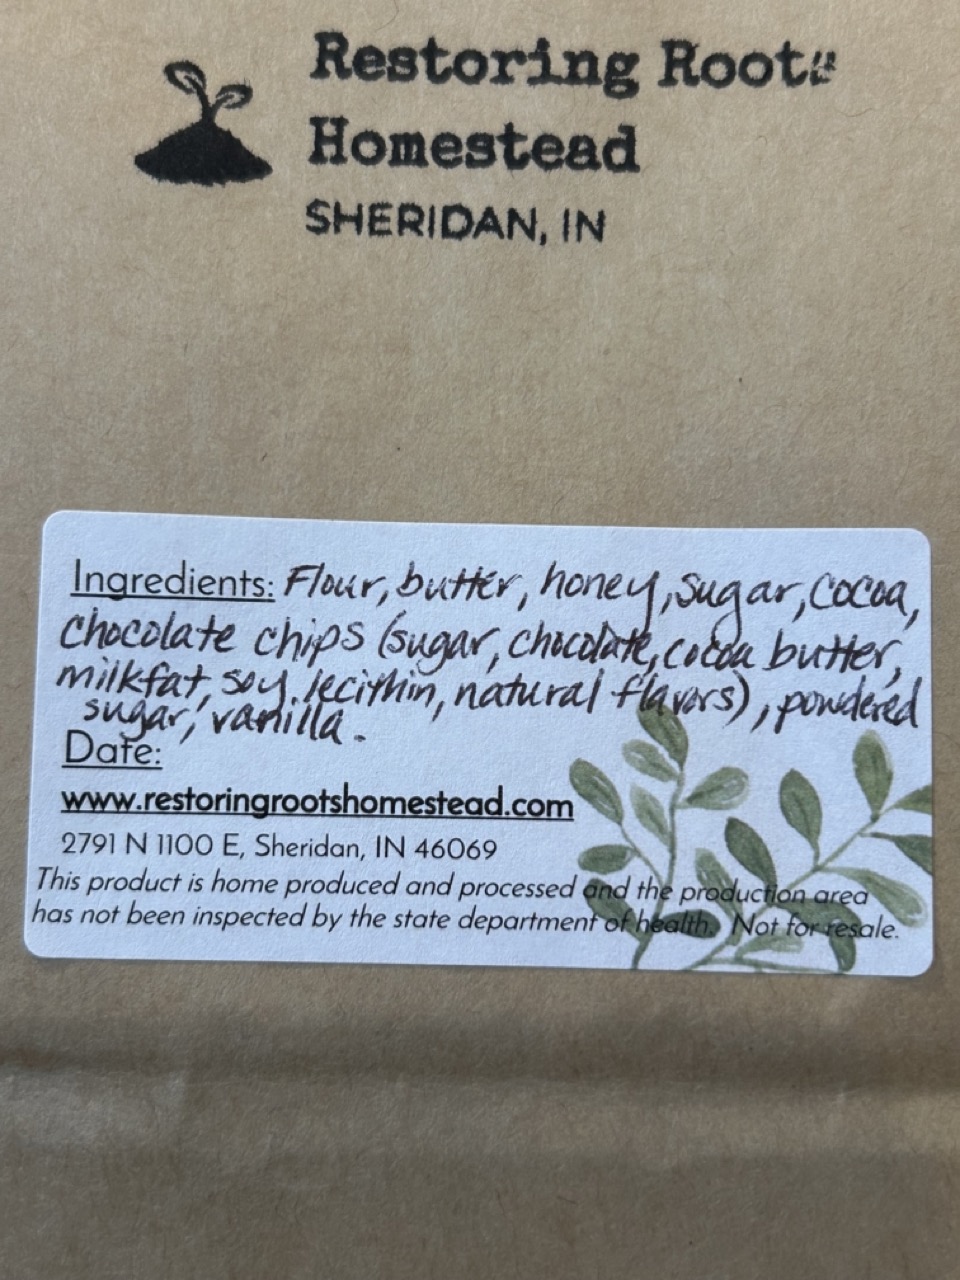 Restoring Roots
Homestead
SHERIDAN, IN
Ingredients: Flour, butter, honey, sugar, cocoa,
chocolate chips (sugar, chocolate, cocoa butter,
milkfat, soy lecithin, natural flavors), powdered
sugar, vanilla.
Date:
www.restoringrootshomestead.com
2791 N 1100 E, Sheridan, IN 46069
This product is home produced and processed and the production area
has not been inspected by the state department of health. Not for resale.